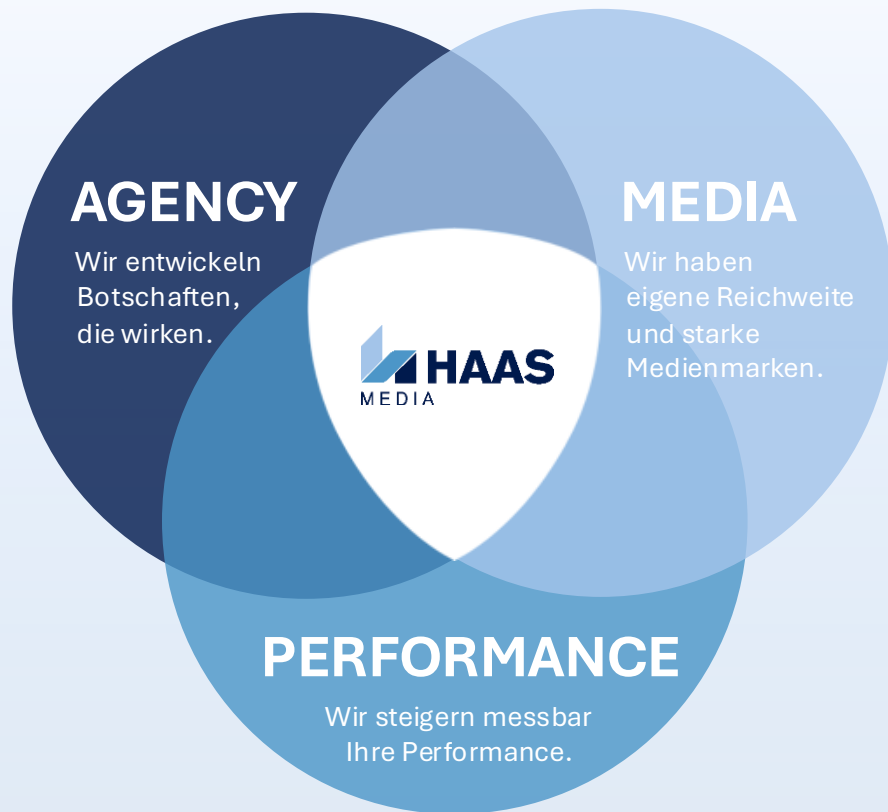 AGENCY
Wir entwickeln
Botschaften,
die wirken.
MEDIA
Wir haben
eigene Reichweite
und starke
Medienmarken.
HAAS
MEDIA
PERFORMANCE
Wir steigern messbar
Ihre Performance.